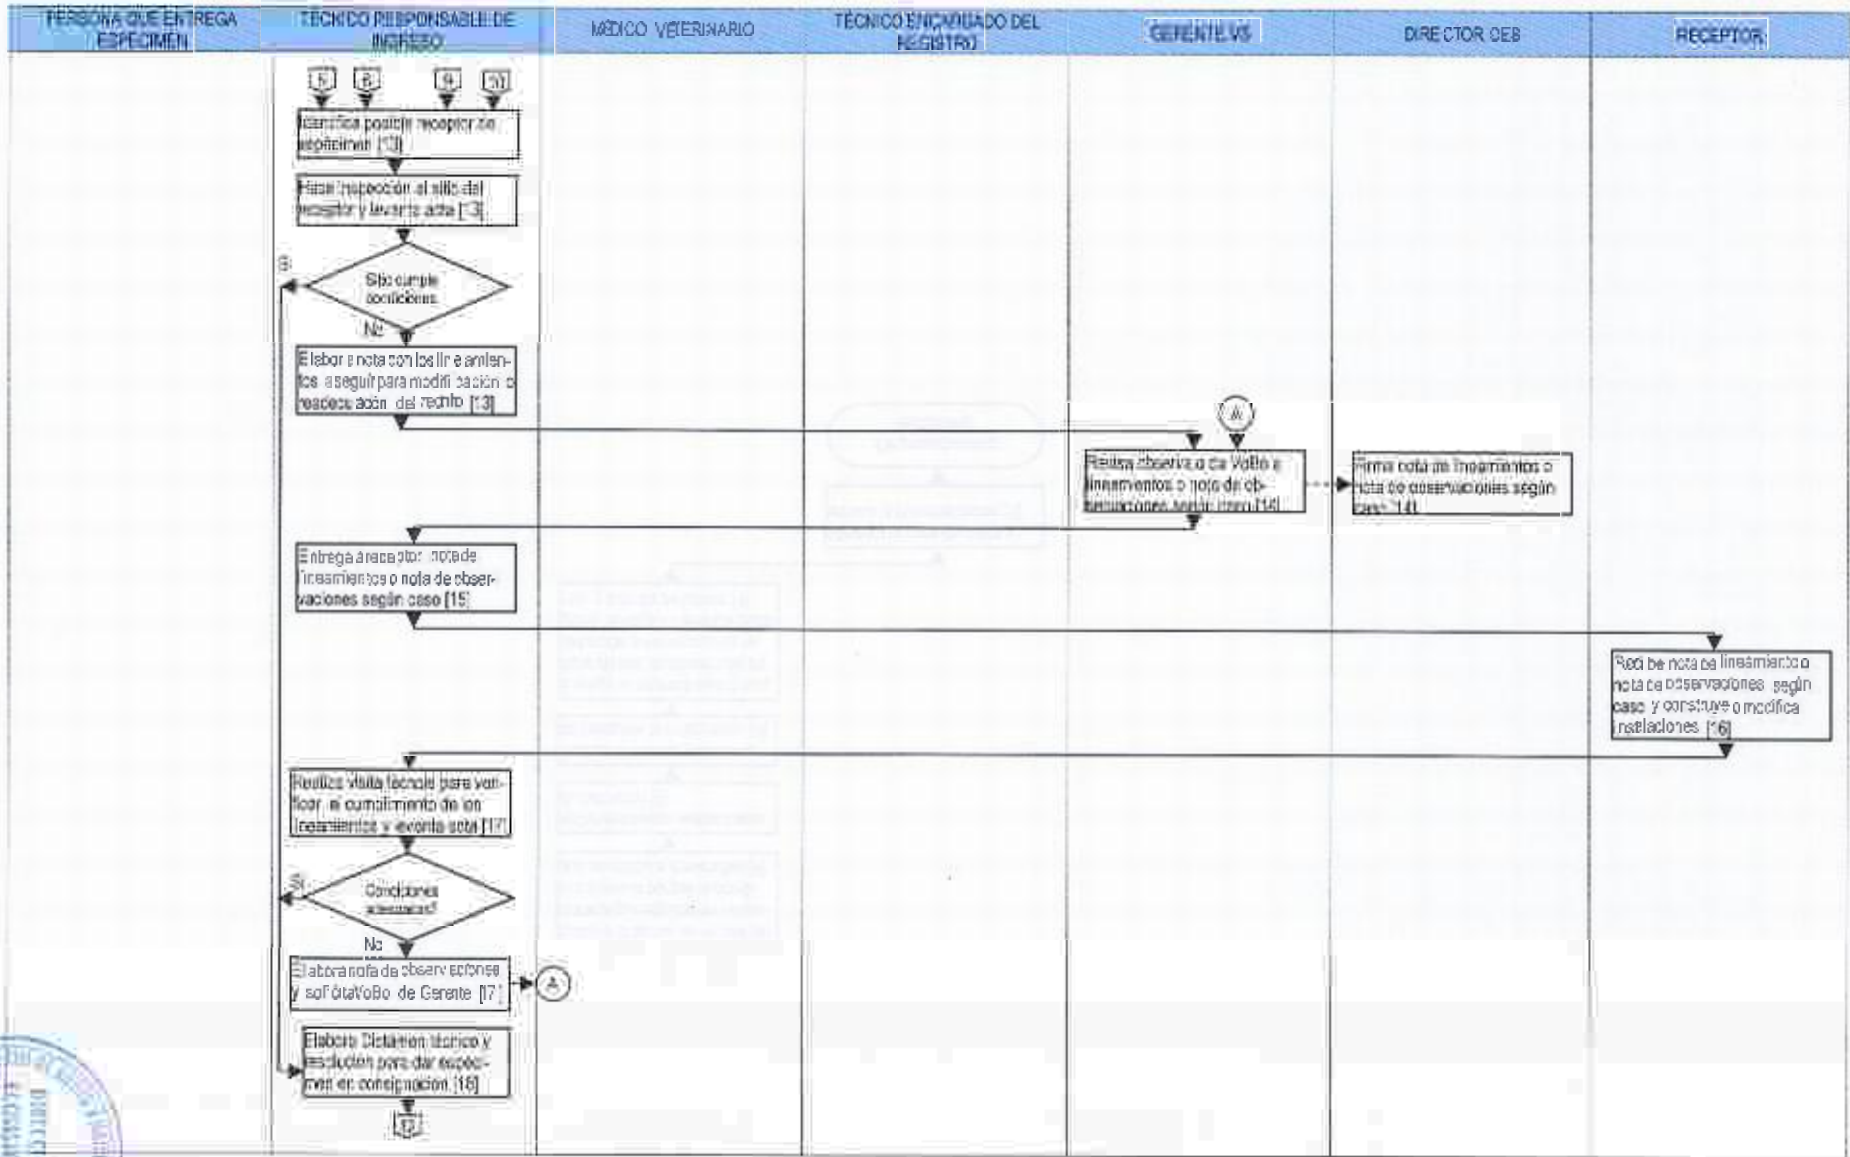 PERSONA QUE ENTREGA
ESPECIMEN
TÉCNICO RESPONSABLE DE
INGRESO
MÉDICO VETERINARIO
TÉCNICO ENCARGADO DEL
REGISTRO
GERENTE VS
DIRECTOR
RECEPTOR
5 8 9 10
Identifica posible receptor de
espécimen [13]
Hace inspección al sitio del
receptor y levanta acta [13]
Si
Sitio cumple
condiciones
No
Elabora nota con los lineamien-
tos a seguir para modificación o
readecuación del recinto [13]
A
Realiza observa. o da VoBo a
lineamientos o nota de ob-
servaciones según caso [14]
Firma nota de lineamientos o
nota de observaciones según
caso [14]
Entrega a receptor nota de
lineamientos o nota de obser-
vaciones según caso [15]
Recibe nota de lineamiento o
nota de observaciones según
caso y construye o modifica
instalaciones [16]
Realiza visita técnica para veri-
ficar el cumplimiento de los
lineamientos y levanta acta [17]
Si
Condiciones
adecuadas?
No
Elabora nota de observaciones
y solicita VoBo de Gerente [17]
A
Elabora Dictamen técnico y
resolución para dar especí-
men en consignación [18]
12